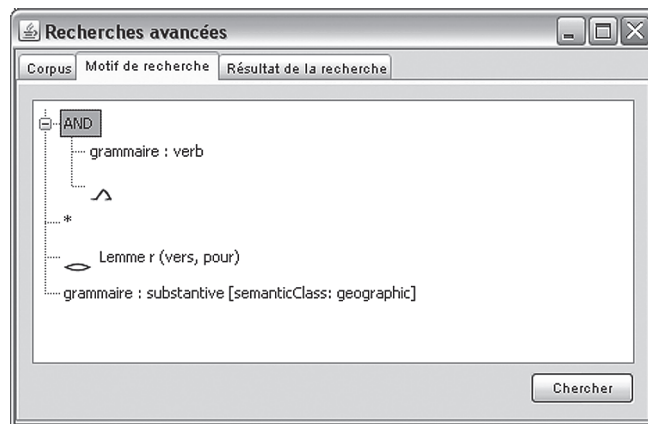 Recherches avancées
Corpus Motif de recherche Résultat de la recherche
AND
grammaire : verb
𓂻
*
𓂋 Lemme r (vers, pour)
grammaire : substantive [semanticClass: geographic]
Chercher